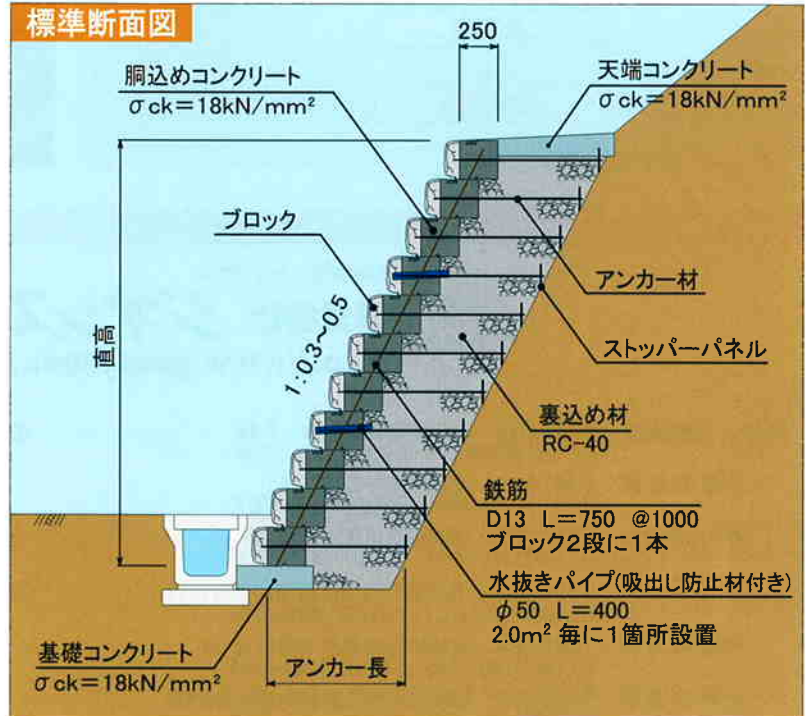 標準断面図
250
胴込めコンクリート
σck=18kN/mm²
天端コンクリート
σck=18kN/mm²
ブロック
アンカー材
直高
1:0.3~0.5
ストッパーパネル
裏込め材
RC-40
鉄筋
D13 L=750 @1000
ブロック2段に1本
水抜きパイプ(吸出し防止材付き)
φ50 L=400
2.0m² 毎に1箇所設置
基礎コンクリート
σck=18kN/mm²
アンカー長